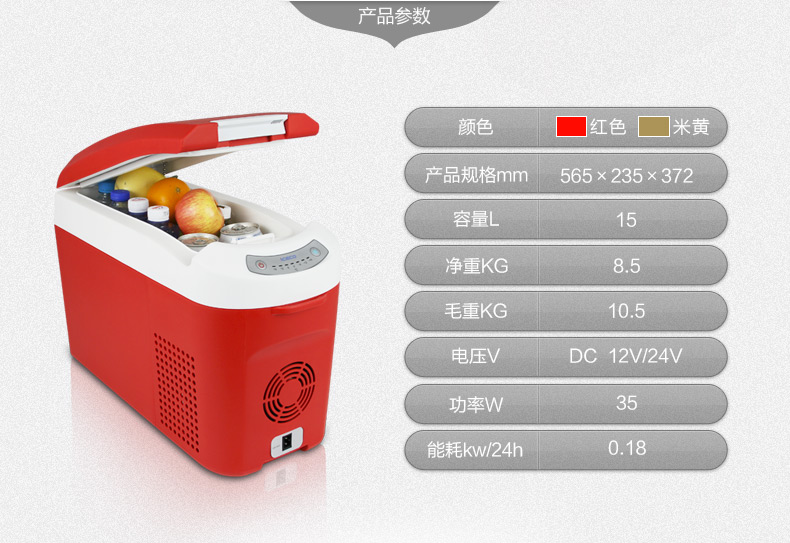 产品参数
颜色 红色 米黄
产品规格mm 565×235×372
容量L 15
净重KG 8.5
毛重KG 10.5
电压V DC 12V/24V
功率W 35
能耗kw/24h 0.18